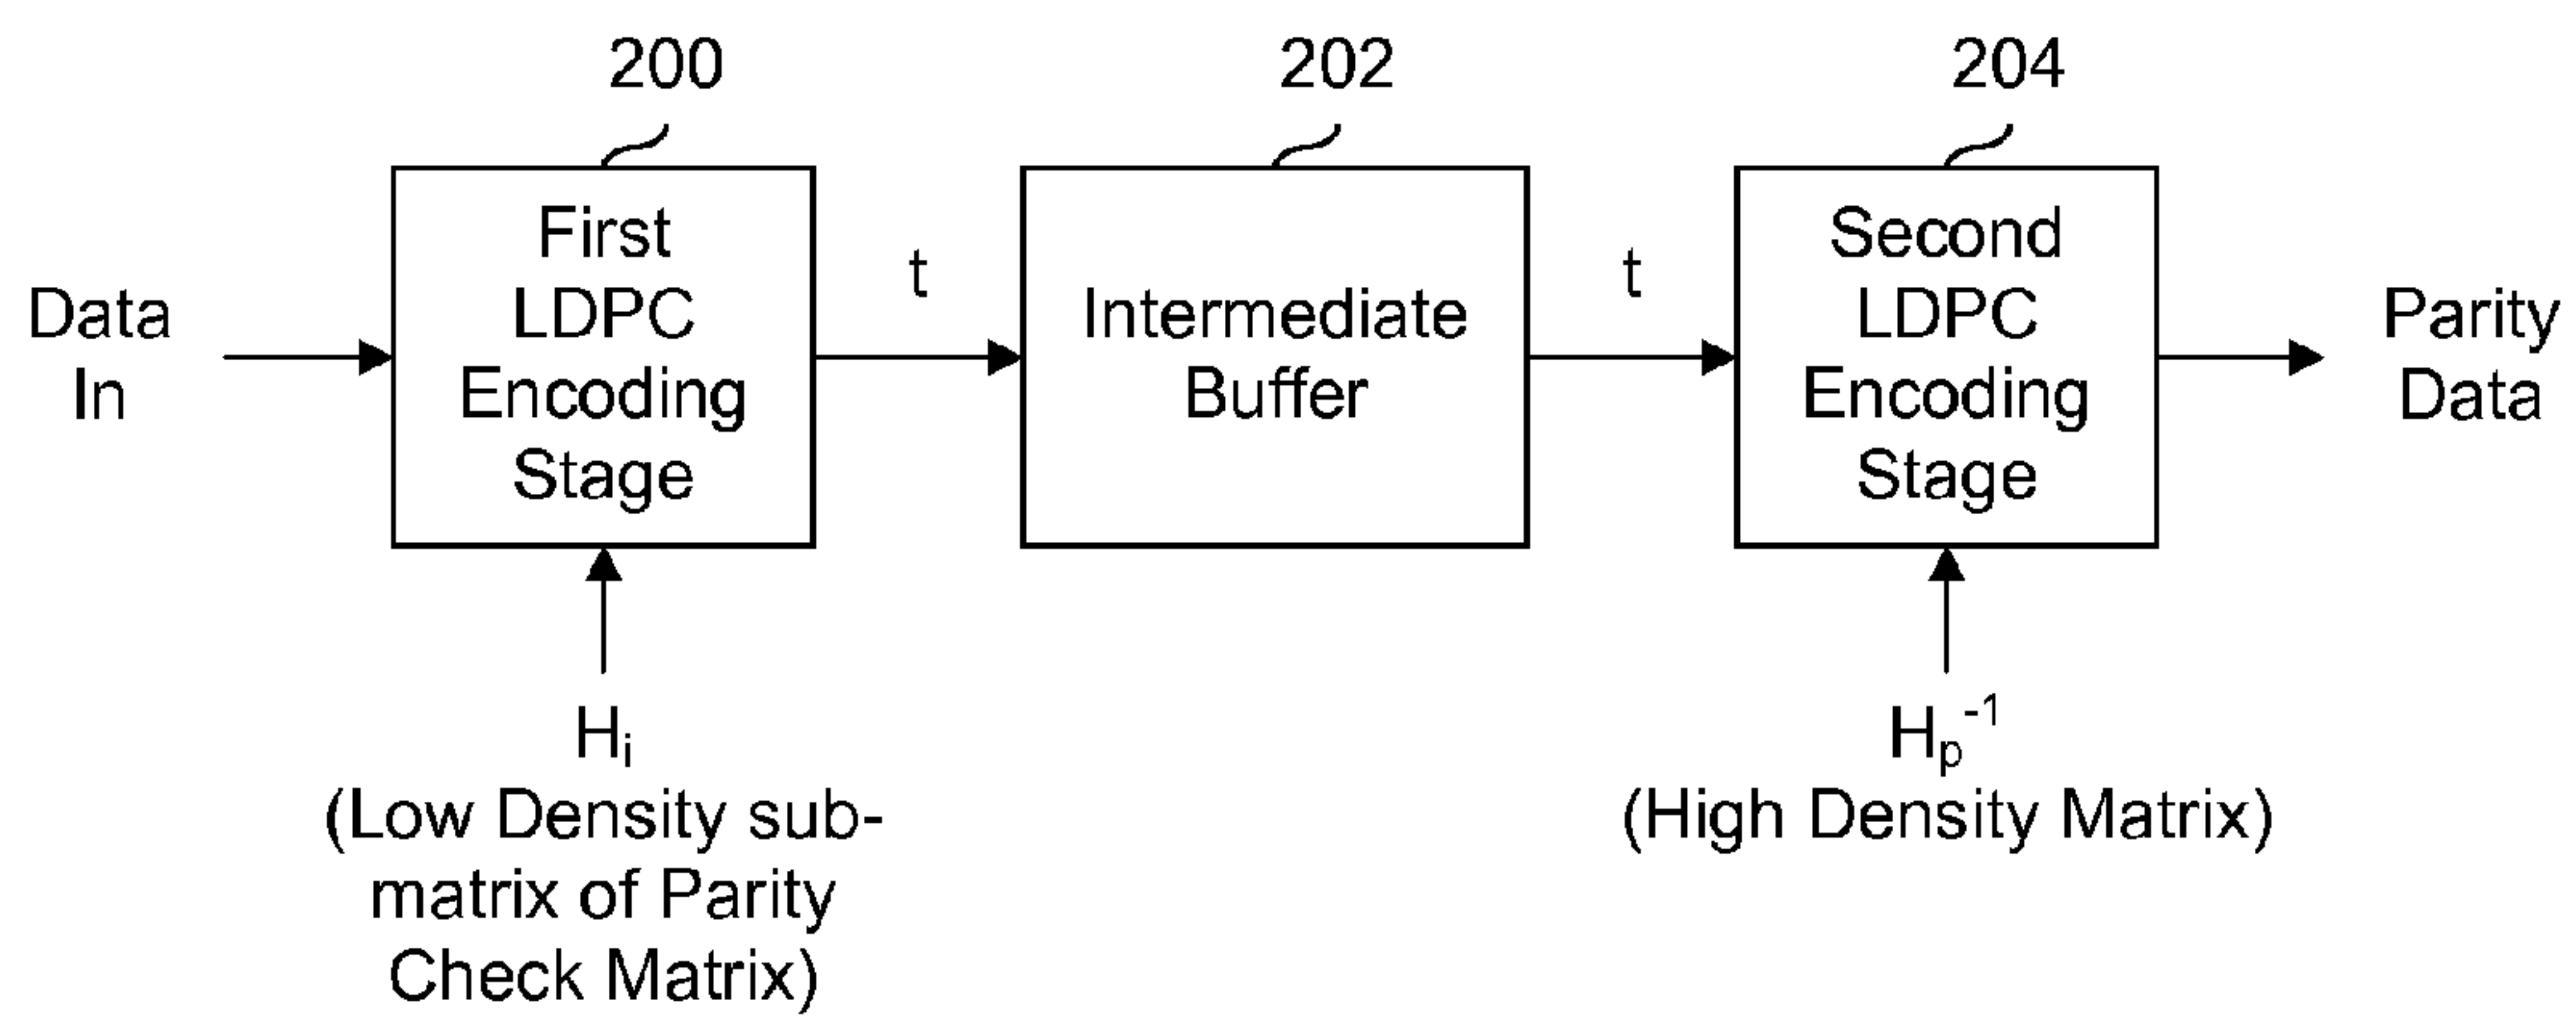 200
202
204
Data
In
First
LDPC
Encoding
Stage
t
Intermediate
Buffer
t
Second
LDPC
Encoding
Stage
Parity
Data
Hi
(Low Density sub-
matrix of Parity
Check Matrix)
Hp-1
(High Density Matrix)